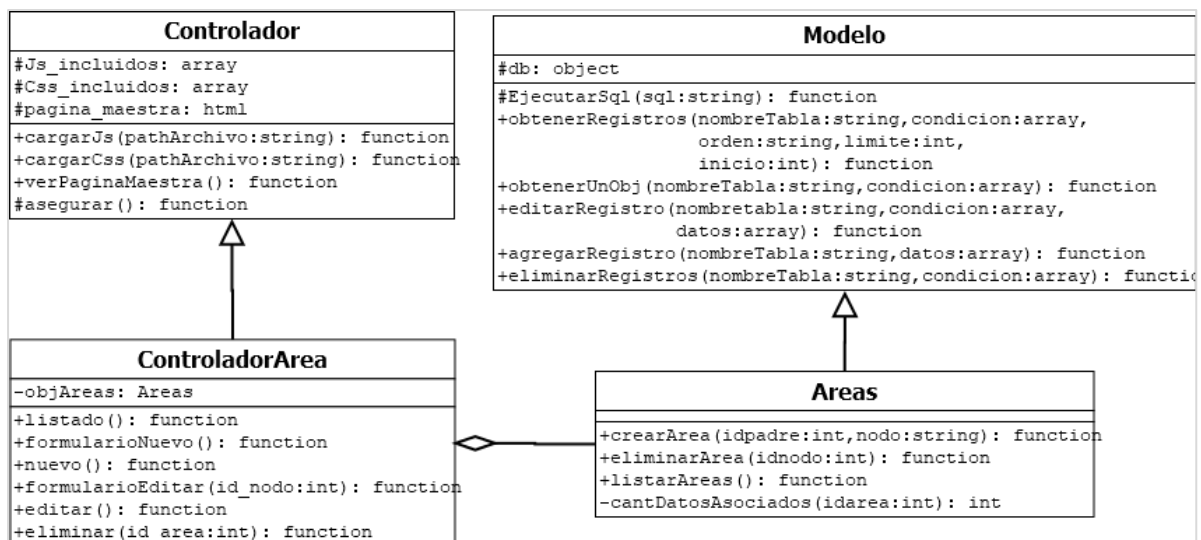 Controlador
#Js_incluidos: array
#Css_incluidos: array
#pagina_maestra: html
+cargarJs(pathArchivo:string): function
+cargarCss(pathArchivo:string): function
+verPaginaMaestra(): function
#asegurar(): function
Modelo
#db: object
#EjecutarSql(sql:string): function
+obtenerRegistros(nombreTabla:string,condicion:array,
orden:string,limite:int,
inicio:int): function
+obtenerUnObj(nombreTabla:string,condicion:array): function
+editarRegistro(nombretabla:string,condicion:array,
datos:array): function
+agregarRegistro(nombreTabla:string,datos:array): function
+eliminarRegistros(nombreTabla:string,condicion:array): functio
ControladorArea
-objAreas: Areas
+listado(): function
+formularioNuevo(): function
+nuevo(): function
+formularioEditar(id_nodo:int): function
+editar(): function
+eliminar(id_area:int): function
Areas
+crearArea(idpadre:int,nodo:string): function
+eliminarArea(idnodo:int): function
+listarAreas(): function
-cantDatosAsociados(idarea:int): int